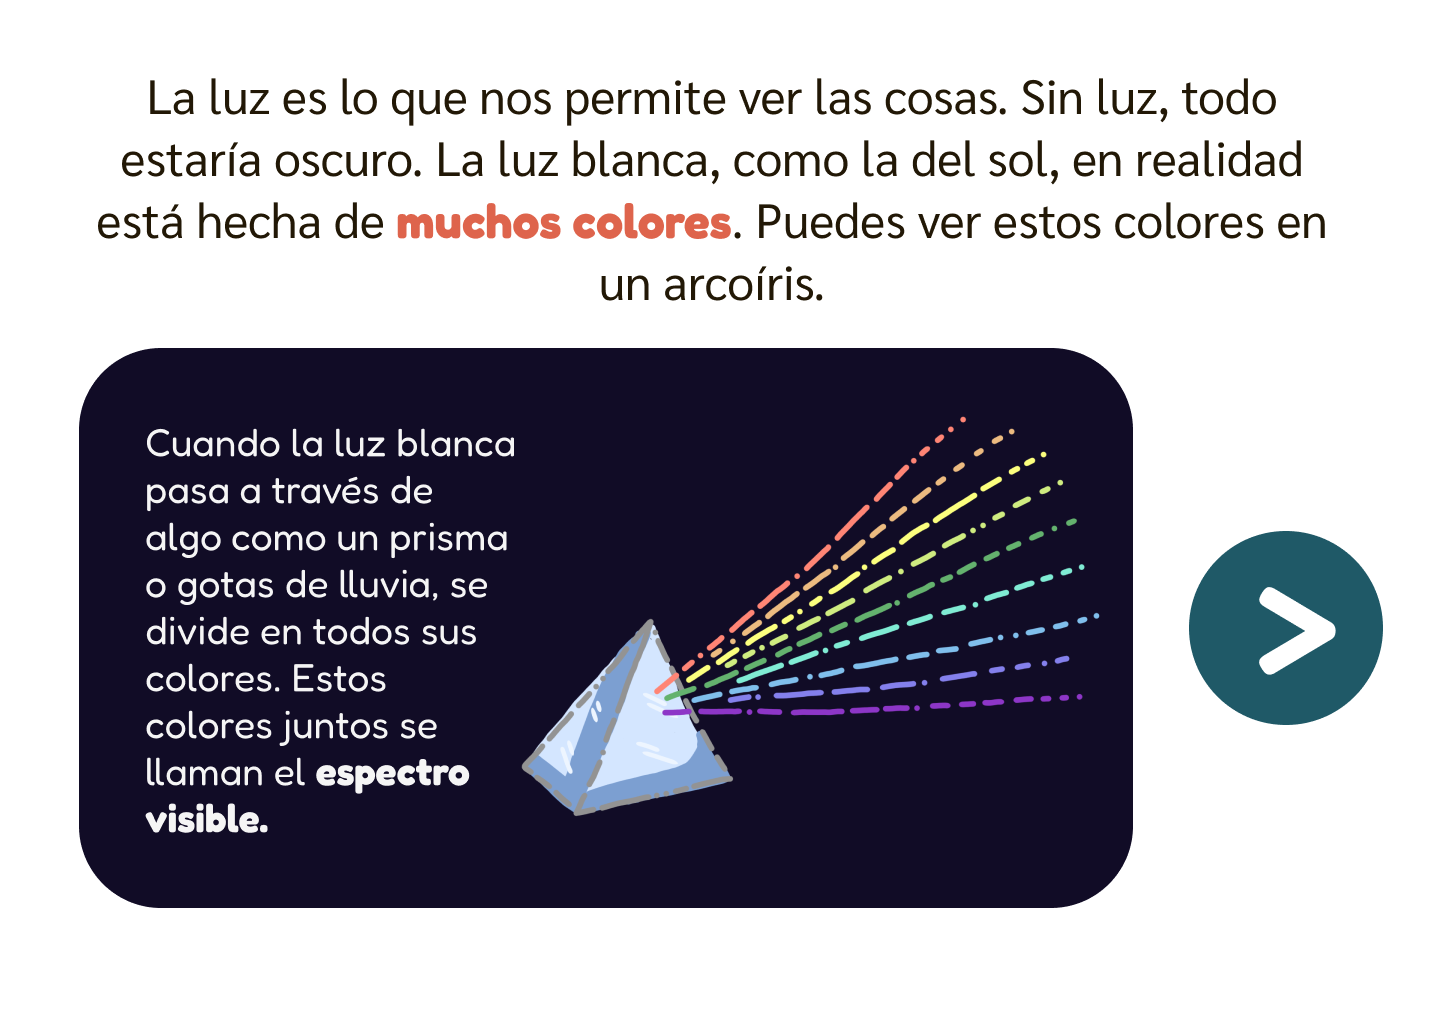 La luz es lo que nos permite ver las cosas. Sin luz, todo
estaría oscuro. La luz blanca, como la del sol, en realidad
está hecha de muchos colores. Puedes ver estos colores en
un arcoíris.
Cuando la luz blanca
pasa a través de
algo como un prisma
o gotas de lluvia, se
divide en todos sus
colores. Estos
colores juntos se
llaman el espectro
visible.